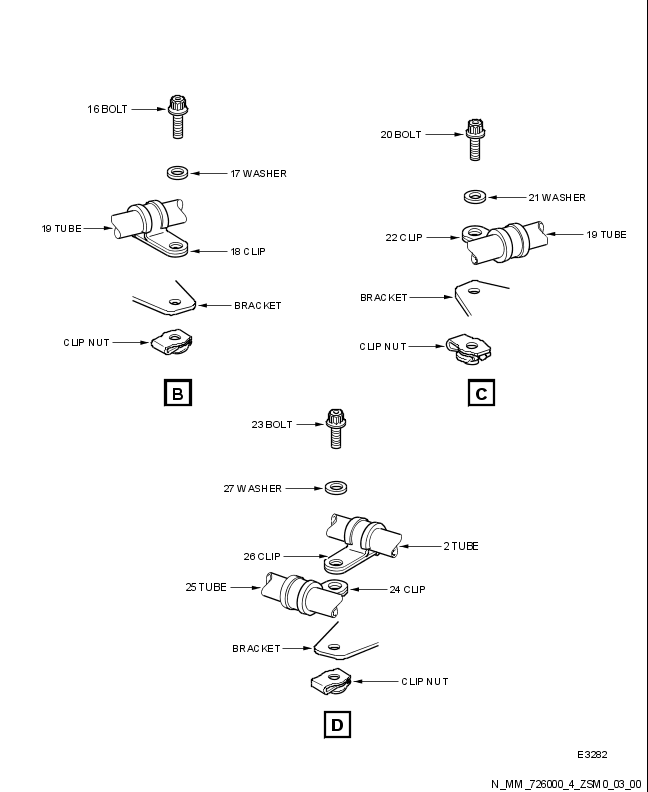 16 BOLT
17 WASHER
19 TUBE
18 CLIP
BRACKET
CLIP NUT
B
20 BOLT
21 WASHER
22 CLIP
19 TUBE
BRACKET
CLIP NUT
C
23 BOLT
27 WASHER
2 TUBE
26 CLIP
25 TUBE
24 CLIP
BRACKET
CLIP NUT
D
E3282
N_MM_726000_4_ZSM0_03_00